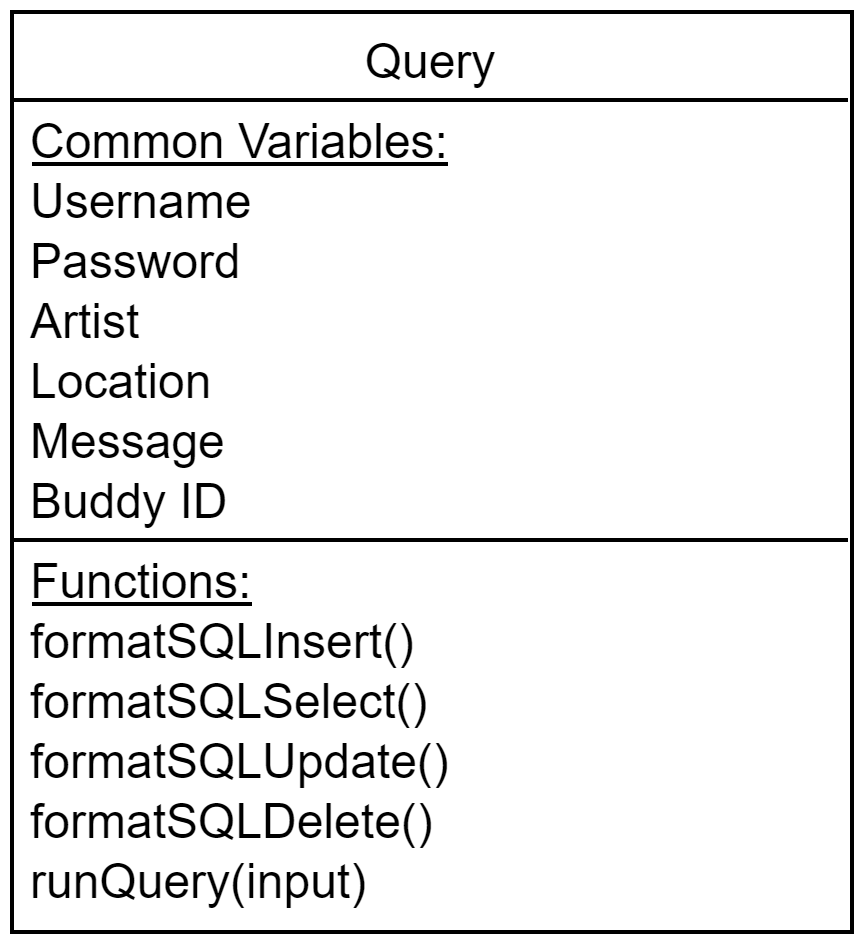 Query
Common Variables:
Username
Password
Artist
Location
Message
Buddy ID
Functions:
formatSQLInsert()
formatSQLSelect()
formatSQLUpdate()
formatSQLDelete()
runQuery(input)